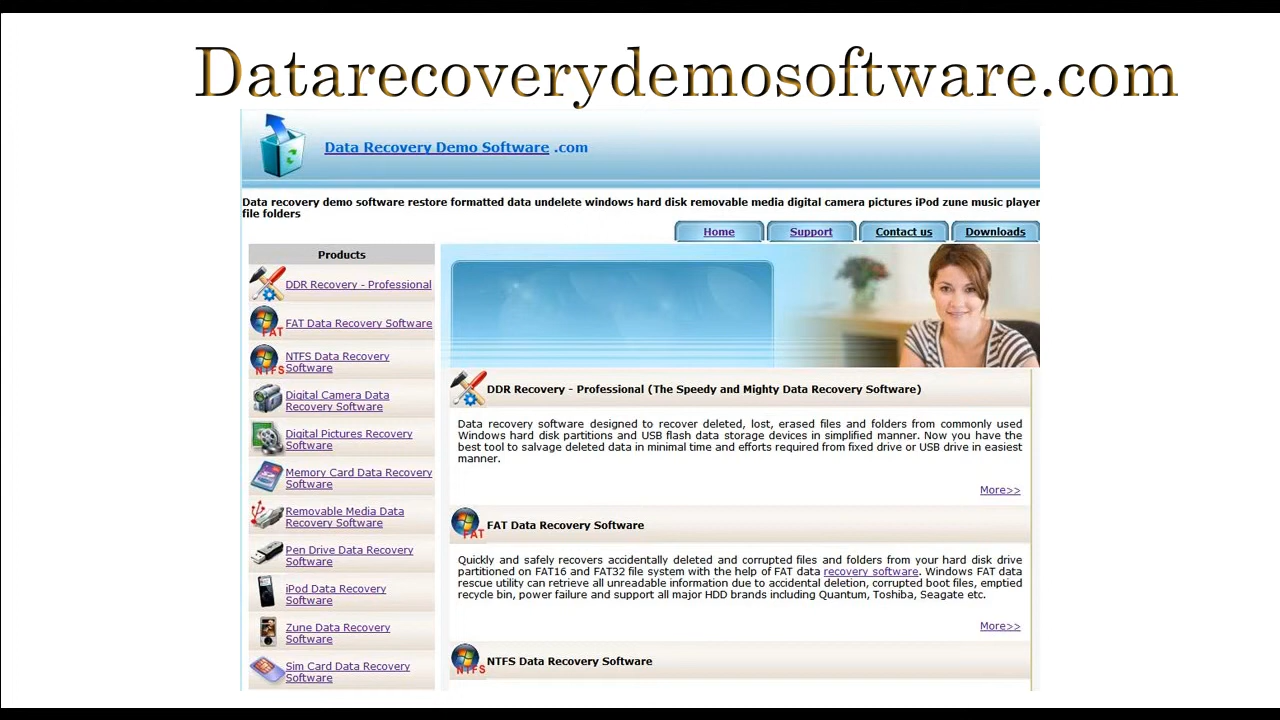 Datarecoverydemosoftware.com
Data Recovery Demo Software .com
Data recovery demo software restore formatted data undelete windows hard disk removable media digital camera pictures iPod zune music player
file folders
Home
Support
Contact us
Downloads
Products
DDR Recovery - Professional
FAT
FAT Data Recovery Software
NTFS
NTFS Data Recovery
Software
Digital Camera Data
Recovery Software
Digital Pictures Recovery
Software
Memory Card Data Recovery
Software
Removable Media Data
Recovery Software
Pen Drive Data Recovery
Software
iPod Data Recovery
Software
Zune Data Recovery
Software
Sim Card Data Recovery
Software
DDR Recovery - Professional (The Speedy and Mighty Data Recovery Software)
Data recovery software designed to recover deleted, lost, erased files and folders from commonly used
Windows hard disk partitions and USB flash data storage devices in simplified manner. Now you have the
best tool to salvage deleted data in minimal time and efforts required from fixed drive or USB drive in easiest
manner.
More>>
FAT
FAT Data Recovery Software
Quickly and safely recovers accidentally deleted and corrupted files and folders from your hard disk drive
partitioned on FAT16 and FAT32 file system with the help of FAT data recovery software. Windows FAT data
rescue utility can retrieve all unreadable information due to accidental deletion, corrupted boot files, emptied
recycle bin, power failure and support all major HDD brands including Quantum, Toshiba, Seagate etc.
More>>
NTFS
NTFS Data Recovery Software